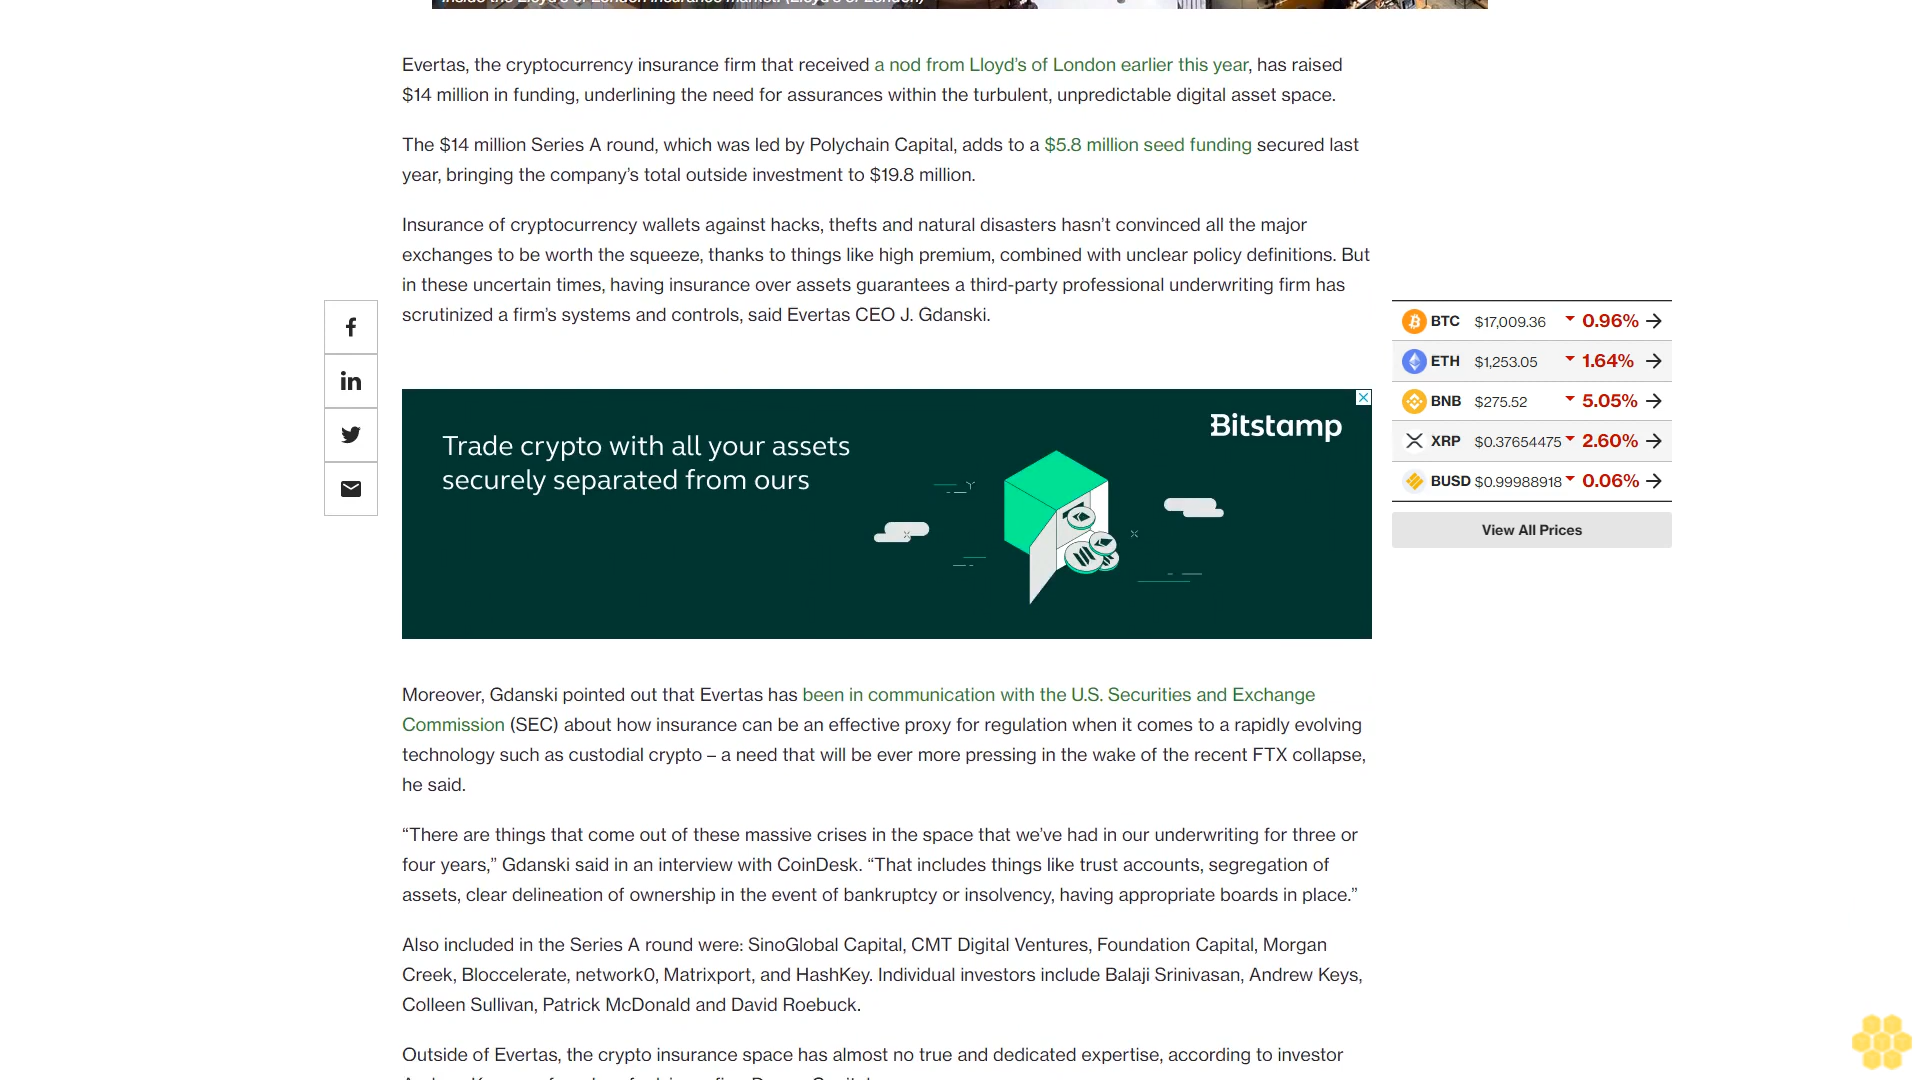 Evertas, the cryptocurrency insurance firm that received a nod from Lloyd’s of London earlier this year, has raised
$14 million in funding, underlining the need for assurances within the turbulent, unpredictable digital asset space.
The $14 million Series A round, which was led by Polychain Capital, adds to a $5.8 million seed funding secured last
year, bringing the company’s total outside investment to $19.8 million.
Insurance of cryptocurrency wallets against hacks, thefts and natural disasters hasn’t convinced all the major
exchanges to be worth the squeeze, thanks to things like high premium, combined with unclear policy definitions. But
in these uncertain times, having insurance over assets guarantees a third-party professional underwriting firm has
scrutinized a firm’s systems and controls, said Evertas CEO J. Gdanski.
BTC $17,009.36 0.96%
ETH $1,253.05 1.64%
BNB $275.52 5.05%
XRP $0.37654475 2.60%
BUSD $0.99988918 0.06%
View All Prices
Bitstamp
Trade crypto with all your assets
securely separated from ours
Moreover, Gdanski pointed out that Evertas has been in communication with the U.S. Securities and Exchange
Commission (SEC) about how insurance can be an effective proxy for regulation when it comes to a rapidly evolving
technology such as custodial crypto – a need that will be ever more pressing in the wake of the recent FTX collapse,
he said.
“There are things that come out of these massive crises in the space that we’ve had in our underwriting for three or
four years,” Gdanski said in an interview with CoinDesk. “That includes things like trust accounts, segregation of
assets, clear delineation of ownership in the event of bankruptcy or insolvency, having appropriate boards in place.”
Also included in the Series A round were: SinoGlobal Capital, CMT Digital Ventures, Foundation Capital, Morgan
Creek, Bloccelerate, network0, Matrixport, and HashKey. Individual investors include Balaji Srinivasan, Andrew Keys,
Colleen Sullivan, Patrick McDonald and David Roebuck.
Outside of Evertas, the crypto insurance space has almost no true and dedicated expertise, according to investor